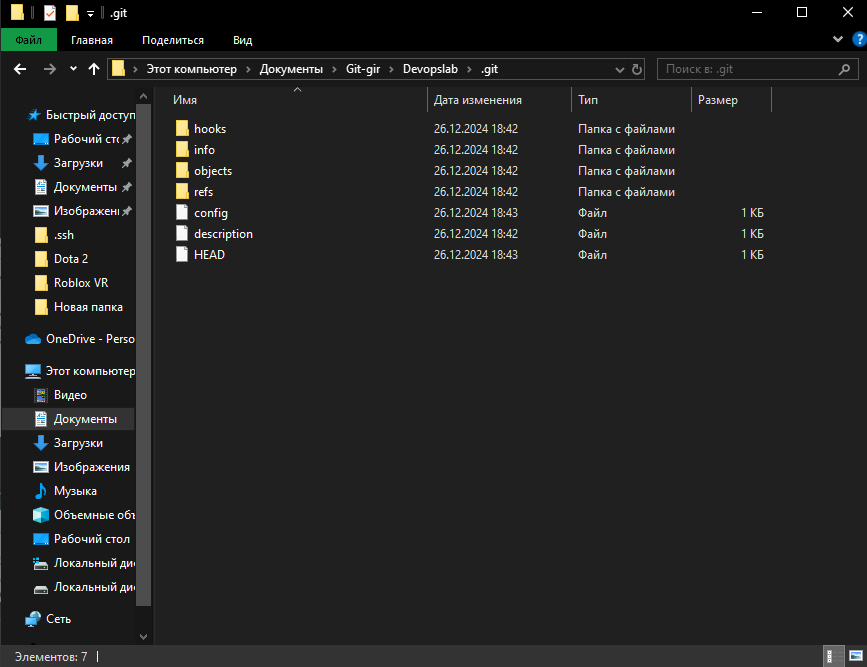 .git
Файл Главная Поделиться Вид
Этот компьютер Документы Git-gir Devopslab .git Поиск в: .git
Имя Дата изменения Тип Размер
hooks 26.12.2024 18:42 Папка с файлами
info 26.12.2024 18:42 Папка с файлами
objects 26.12.2024 18:42 Папка с файлами
refs 26.12.2024 18:42 Папка с файлами
config 26.12.2024 18:43 Файл 1 КБ
description 26.12.2024 18:42 Файл 1 КБ
HEAD 26.12.2024 18:43 Файл 1 КБ
Быстрый доступ
Рабочий стс
Загрузки
Документы
Изображени
.ssh
Dota 2
Roblox VR
Новая папка
OneDrive - Perso
Этот компьютер
Видео
Документы
Загрузки
Изображения
Музыка
Объемные объ
Рабочий стол
Локальный дис
Локальный дис
Сеть
Элементов: 7